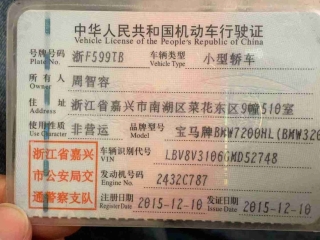 中华人民共和国机动车行驶证
Vehicle License of the People's Republic of China
号牌号码 浙F599TB 车辆类型 小型轿车
Plate No. Vehicle Type
所有人 周智容
Owner
住址 浙江省嘉兴市南湖区菜花东区9幢510室
Address
使用性质 非营运 品牌型号 宝马牌BMW7200HL(BMW320
Use Character Model
浙江省嘉兴
市公安局交
通警察支队
车辆识别代号 LBV8V3106GMD52748
VIN
发动机号码 2432C787
Engine No.
注册日期 2015-12-10 发证日期 2015-12-10
Register Date Issue Date